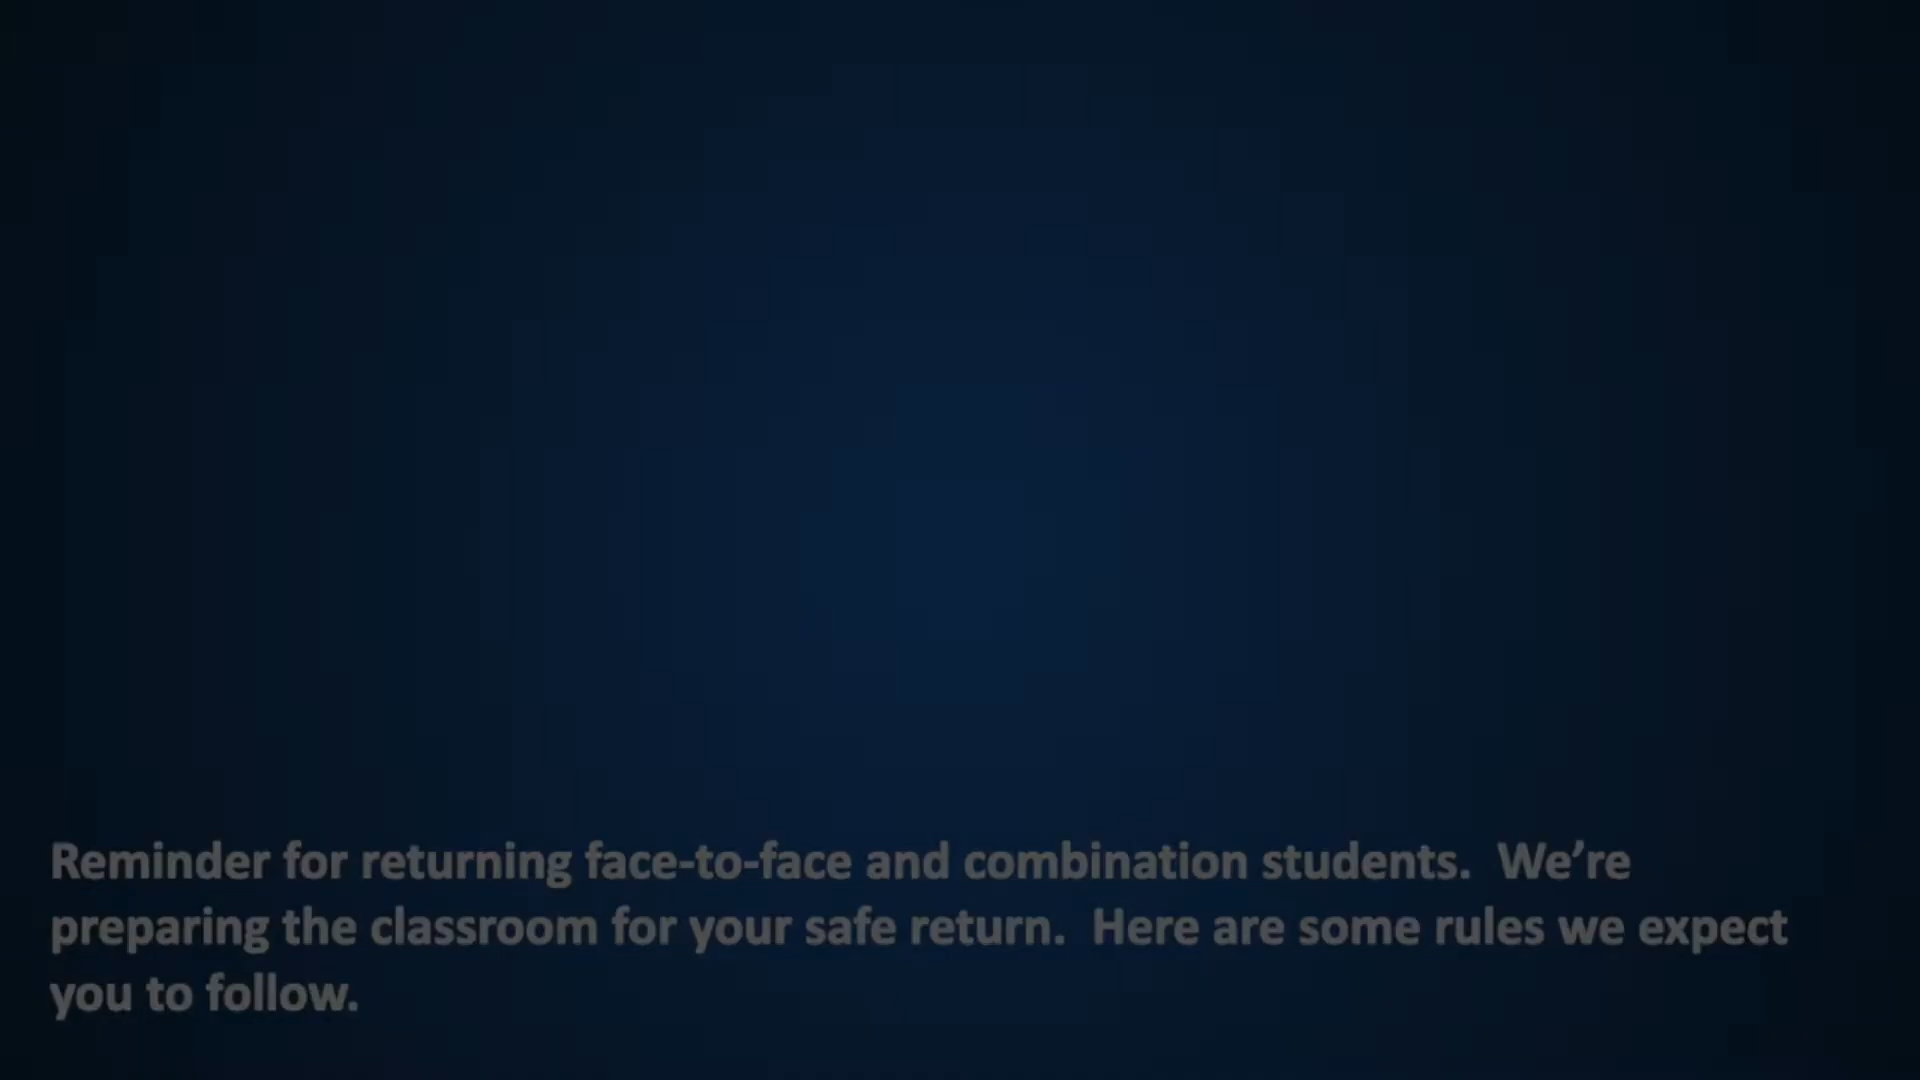 Reminder for returning face-to-face and combination students.  We’re
preparing the classroom for your safe return.  Here are some rules we expect
you to follow.